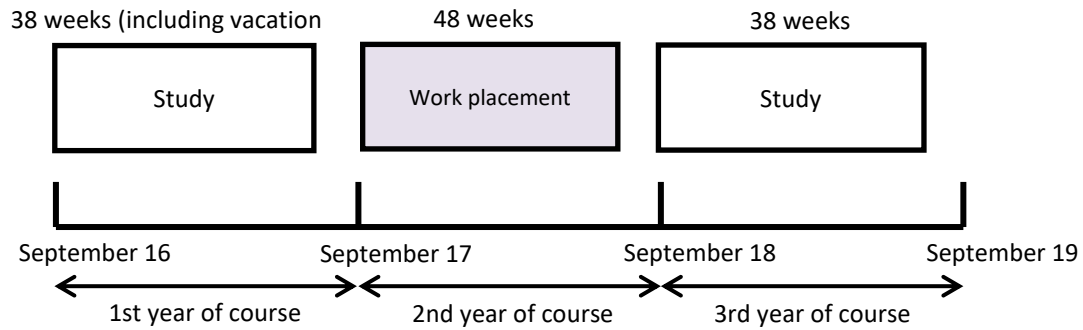 38 weeks (including vacation
48 weeks
38 weeks
Study
Work placement
Study
September 16
September 17
September 18
September 19
1st year of course
2nd year of course
3rd year of course